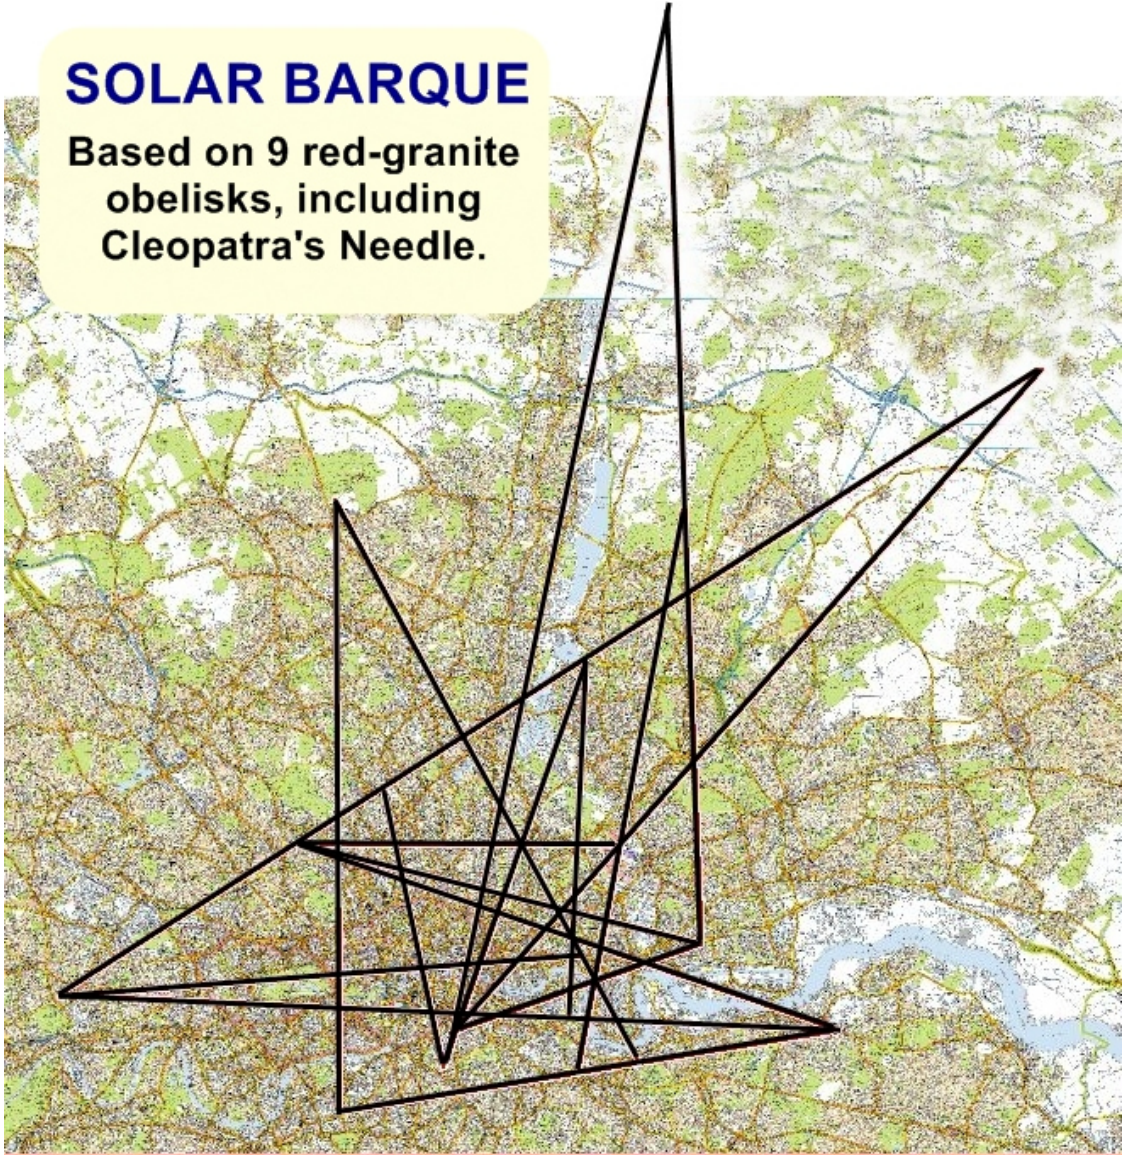 SOLAR BARQUE
Based on 9 red-granite
obelisks, including
Cleopatra's Needle.